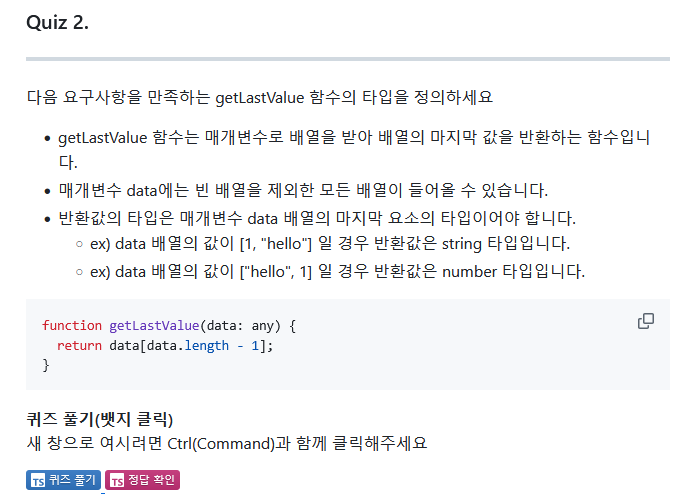 Quiz 2.
다음 요구사항을 만족하는 getLastValue 함수의 타입을 정의하세요
• getLastValue 함수는 매개변수로 배열을 받아 배열의 마지막 값을 반환하는 함수입니
다.
• 매개변수 data에는 빈 배열을 제외한 모든 배열이 들어올 수 있습니다.
• 반환값의 타입은 매개변수 data 배열의 마지막 요소의 타입이어야 합니다.
○ ex) data 배열의 값이 [1, "hello"] 일 경우 반환값은 string 타입입니다.
○ ex) data 배열의 값이 ["hello", 1] 일 경우 반환값은 number 타입입니다.
function getLastValue(data: any) {
  return data[data.length - 1];
}
퀴즈 풀기(뱃지 클릭)
새 창으로 여시려면 Ctrl(Command)과 함께 클릭해주세요
TS 퀴즈 풀기 TS 정답 확인